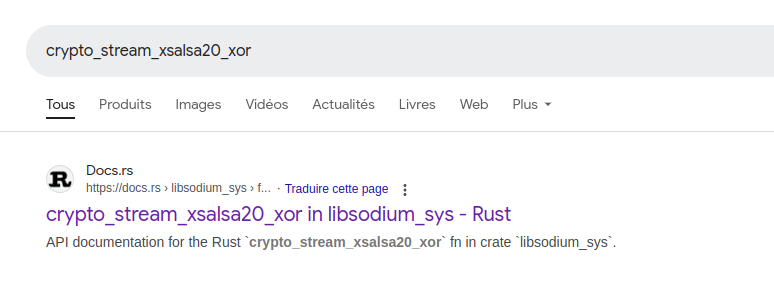 crypto_stream_xsalsa20_xor
Tous Produits Images Vidéos Actualités Livres Web Plus
Docs.rs
https://docs.rs › libsodium_sys › f... · Traduire cette page
crypto_stream_xsalsa20_xor in libsodium_sys - Rust
API documentation for the Rust `crypto_stream_xsalsa20_xor` fn in crate `libsodium_sys`.